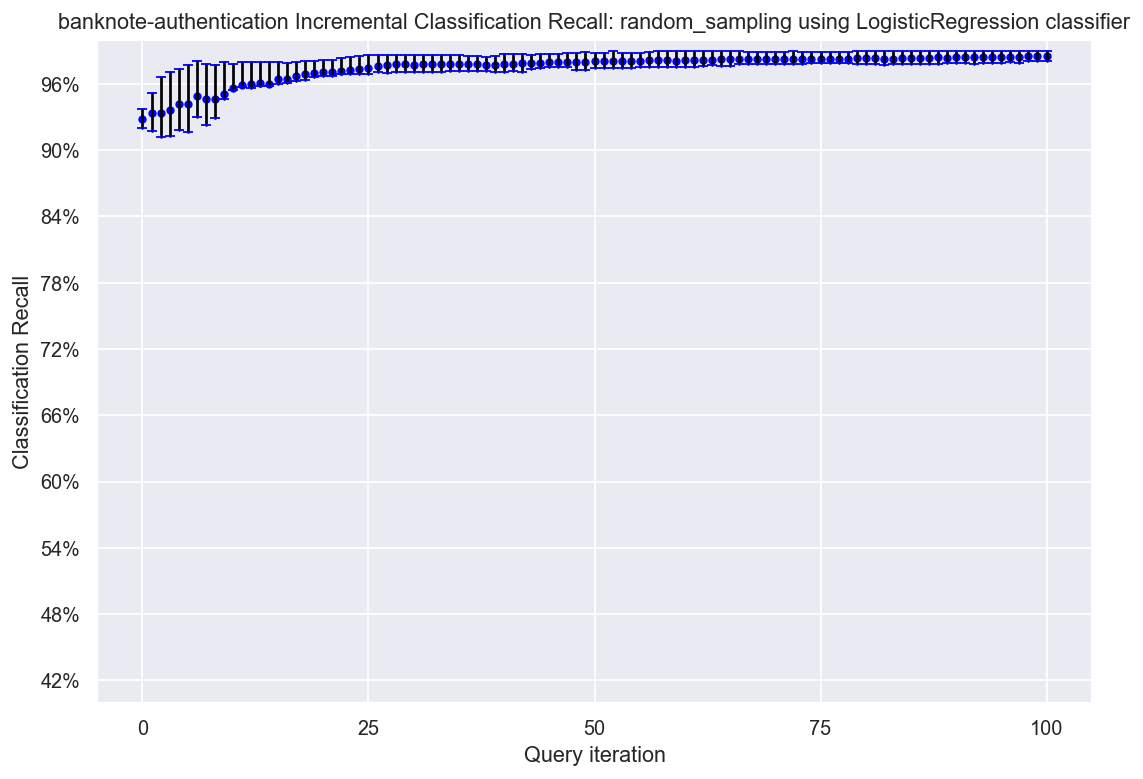 banknote-authentication Incremental Classification Recall: random_sampling using LogisticRegression classifier
96%
90%
84%
78%
72%
66%
60%
54%
48%
42%
Classification Recall
0 25 50 75 100
Query iteration